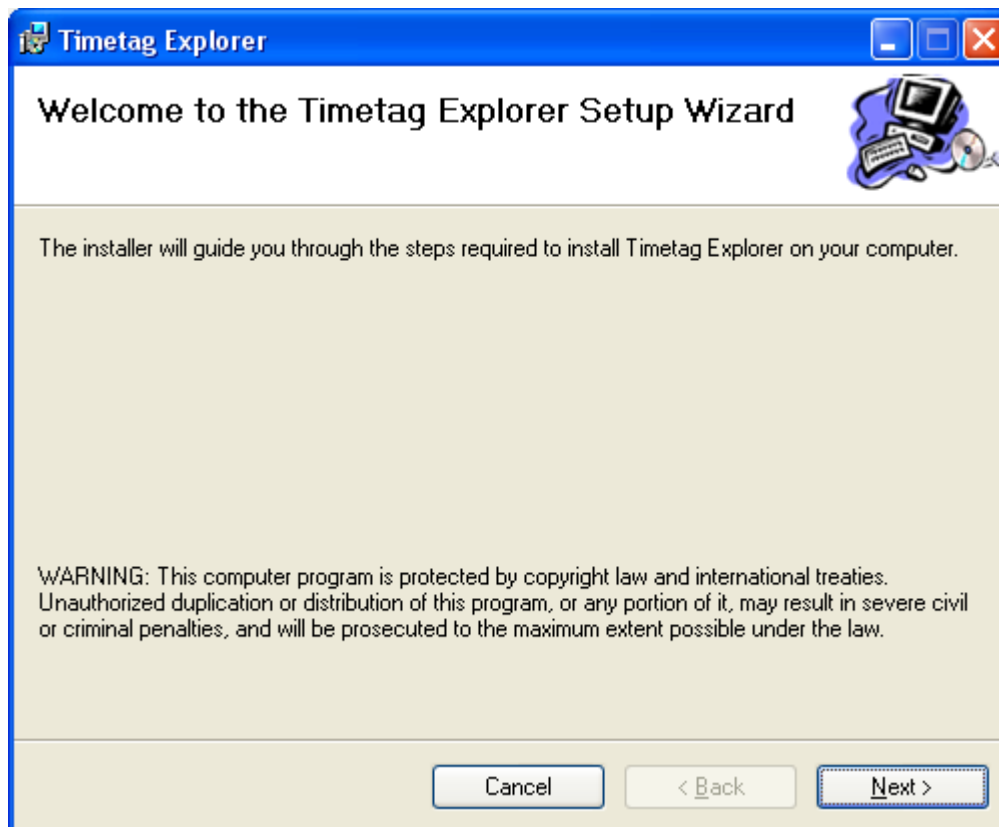 Timetag Explorer
Welcome to the Timetag Explorer Setup Wizard
The installer will guide you through the steps required to install Timetag Explorer on your computer.
WARNING: This computer program is protected by copyright law and international treaties.
Unauthorized duplication or distribution of this program, or any portion of it, may result in severe civil
or criminal penalties, and will be prosecuted to the maximum extent possible under the law.
Cancel
< Back
Next >